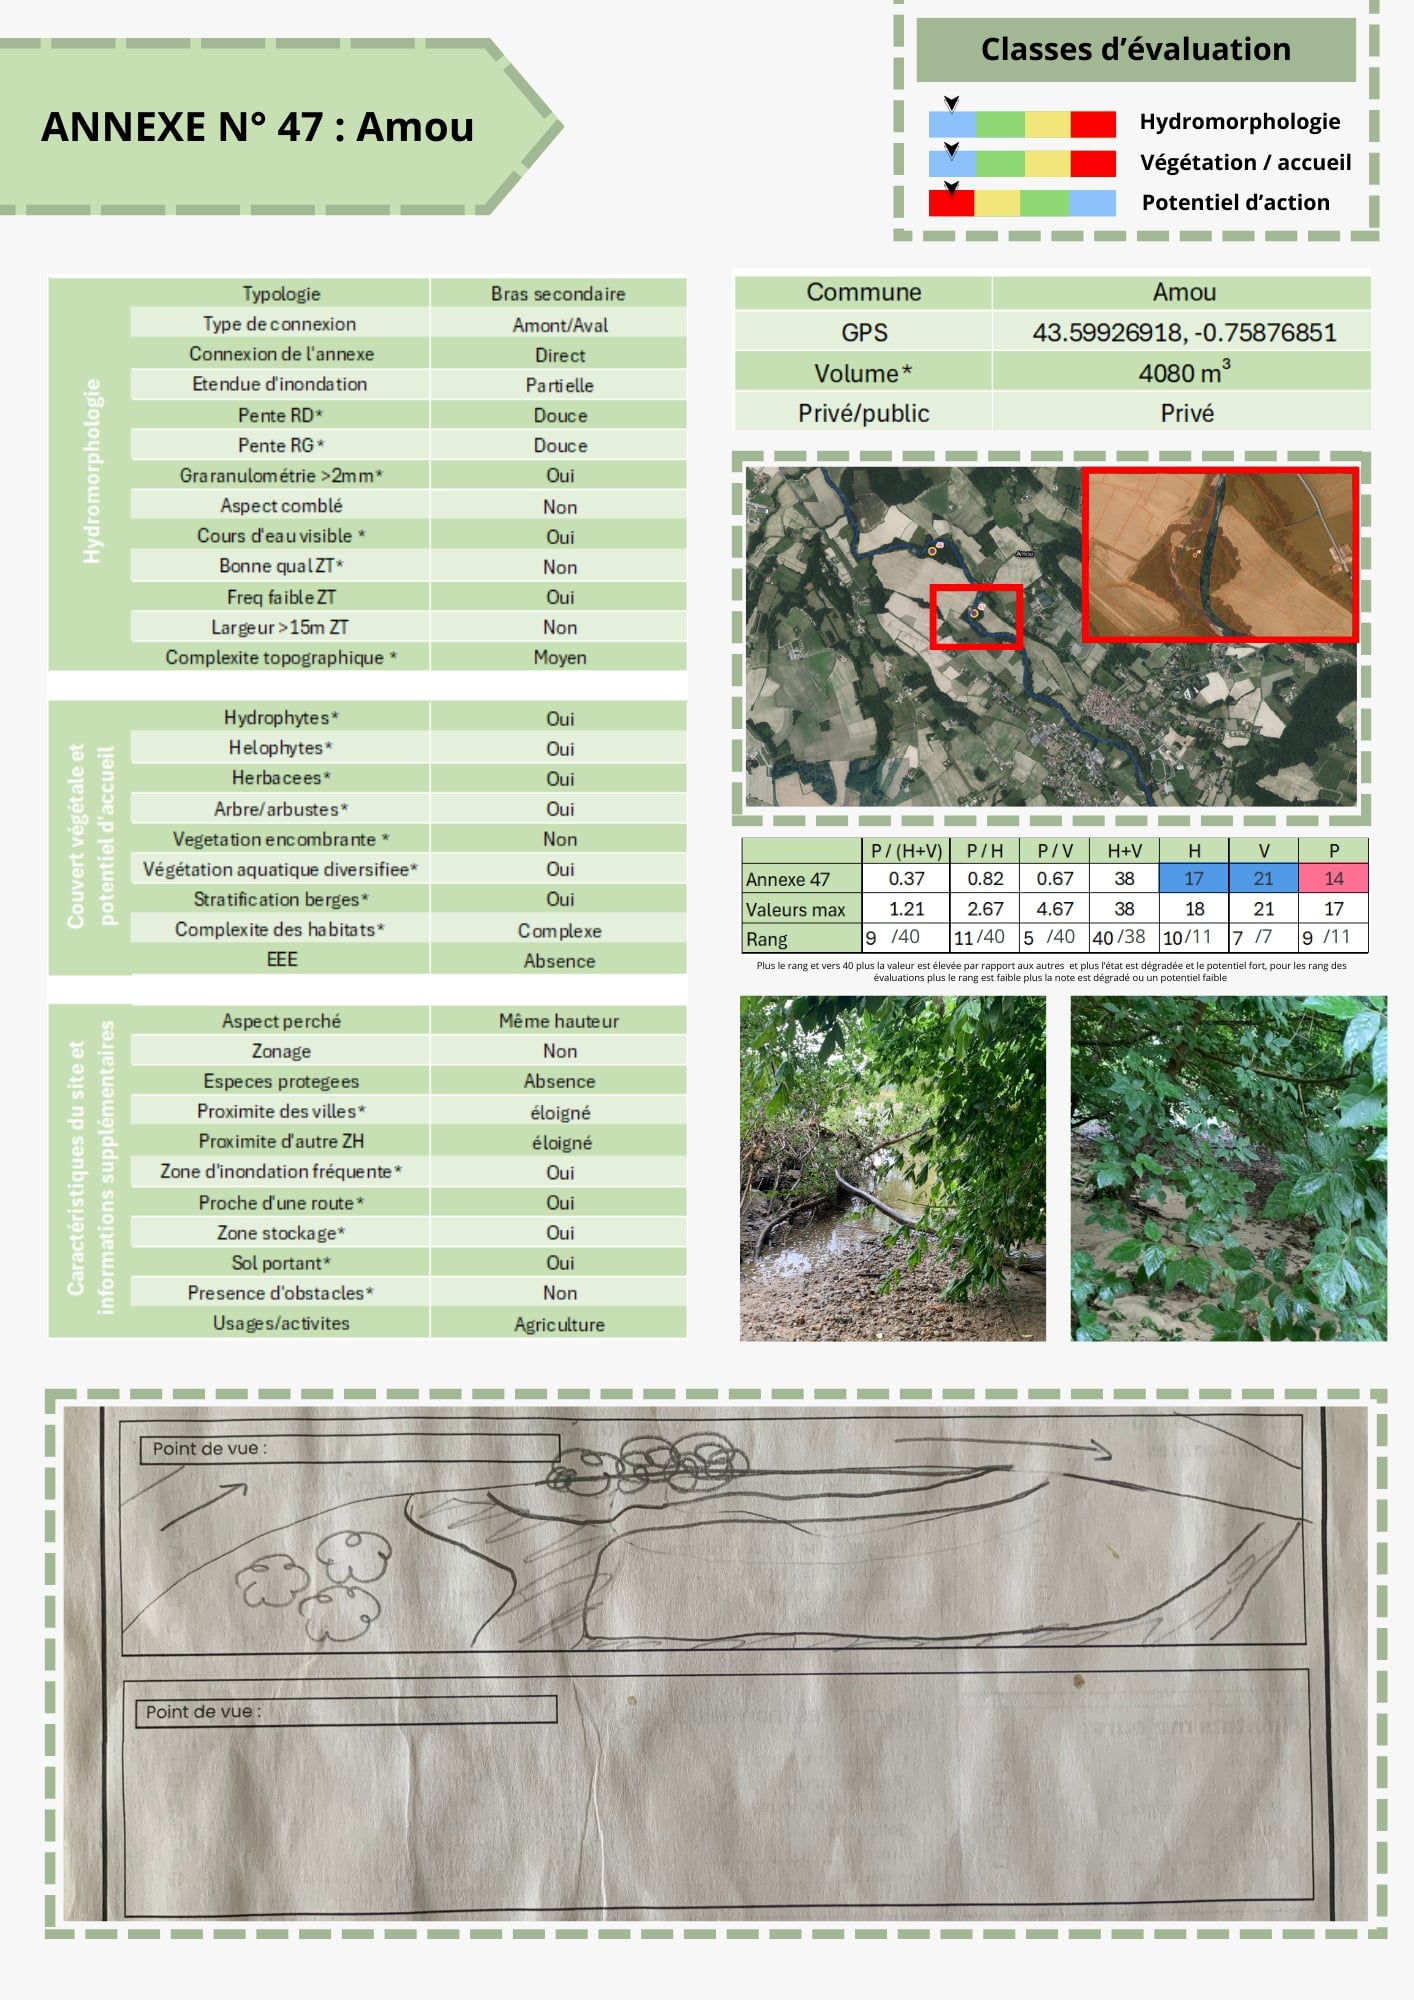 ANNEXE N° 47 : Amou
Classes d'évaluation
Hydromorphologie
Végétation / accueil
Potentiel d'action
Hydromorphologie
Typologie Bras secondaire
Type de connexion Amont/Aval
Connexion de l'annexe Direct
Etendue d'inondation Partielle
Pente RD* Douce
Pente RG* Douce
Graranulométrie >2mm* Oui
Aspect comblé Non
Cours d'eau visible * Oui
Bonne qual ZT* Non
Freq faible ZT Oui
Largeur >15m ZT Non
Complexite topographique * Moyen
Couvert végétale et
potentiel d'accueil
Hydrophytes* Oui
Helophytes* Oui
Herbacees* Oui
Arbre/arbustes* Oui
Vegetation encombrante * Non
Végétation aquatique diversifiee* Oui
Stratification berges* Oui
Complexite des habitats* Complexe
EEE Absence
Caractéristiques du site et
informations supplémentaires
Aspect perché Même hauteur
Zonage Non
Especes protegees Absence
Proximite des villes* éloigné
Proximite d'autre ZH éloigné
Zone d'inondation fréquente* Oui
Proche d'une route* Oui
Zone stockage* Oui
Sol portant* Oui
Presence d'obstacles* Non
Usages/activites Agriculture
Commune Amou
GPS 43.59926918, -0.75876851
Volume* 4080 m³
Privé/public Privé
Amou
P / (H+V) P / H P / V H+V H V P
Annexe 47 0.37 0.82 0.67 38 17 21 14
Valeurs max 1.21 2.67 4.67 38 18 21 17
Rang 9 /40 11 /40 5 /40 40 /38 10 /11 7 /7 9 /11
Plus le rang et vers 40 plus la valeur est élevée par rapport aux autres et plus l'état est dégradée et le potentiel fort, pour les rang des
évaluations plus le rang est faible plus la note est dégradé ou un potentiel faible
Point de vue :
Point de vue :